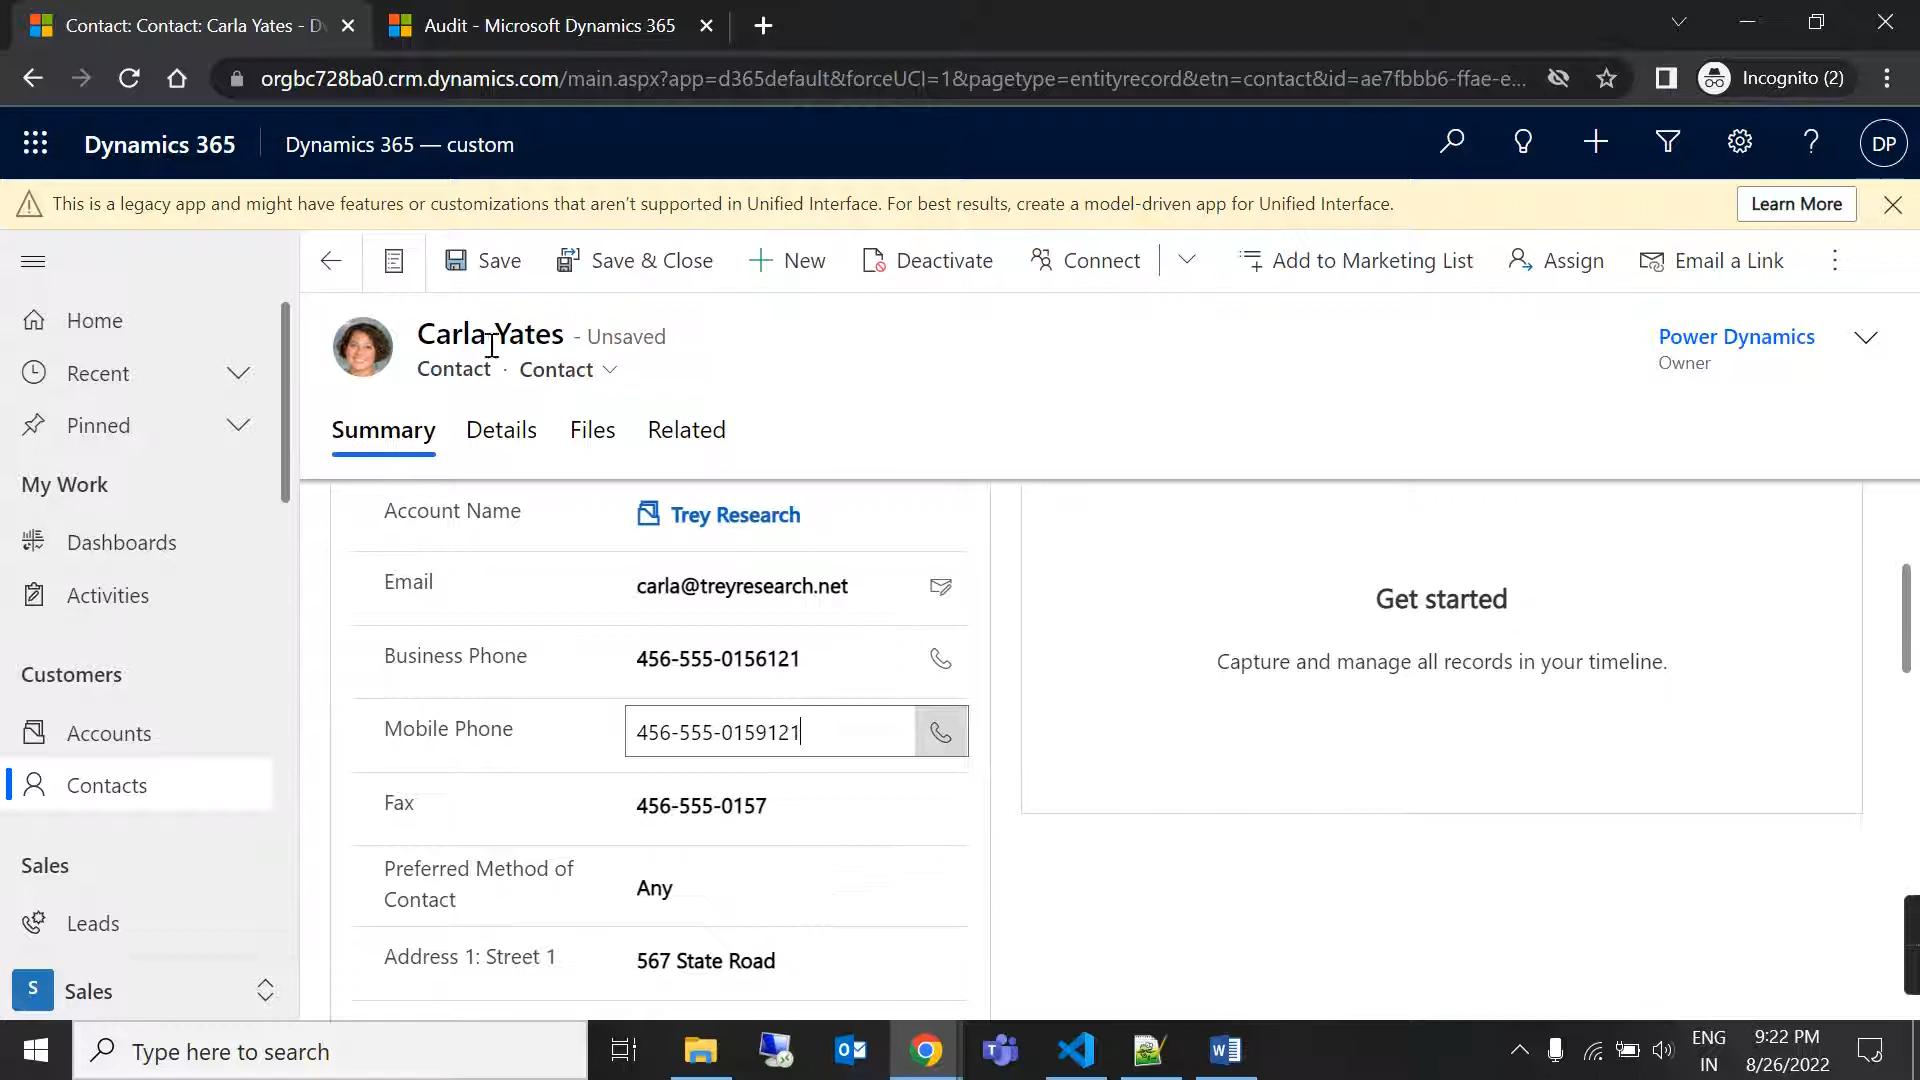 Contact: Contact: Carla Yates - D
Audit - Microsoft Dynamics 365
orgbc728ba0.crm.dynamics.com/main.aspx?app=d365default&forceUCI=1&pagetype=entityrecord&etn=contact&id=ae7fbbb6-ffae-e...
Incognito (2)
Dynamics 365
Dynamics 365 — custom
DP
This is a legacy app and might have features or customizations that aren't supported in Unified Interface. For best results, create a model-driven app for Unified Interface.
Learn More
Save
Save & Close
New
Deactivate
Connect
Add to Marketing List
Assign
Email a Link
Home
Recent
Pinned
My Work
Dashboards
Activities
Customers
Accounts
Contacts
Sales
Leads
S
Sales
Carla Yates - Unsaved
Contact · Contact
Power Dynamics
Owner
Summary
Details
Files
Related
Account Name
Trey Research
Email
carla@treyresearch.net
Business Phone
456-555-0156121
Mobile Phone
456-555-0159121
Fax
456-555-0157
Preferred Method of
Contact
Any
Address 1: Street 1
567 State Road
Get started
Capture and manage all records in your timeline.
Type here to search
ENG
IN
9:22 PM
8/26/2022